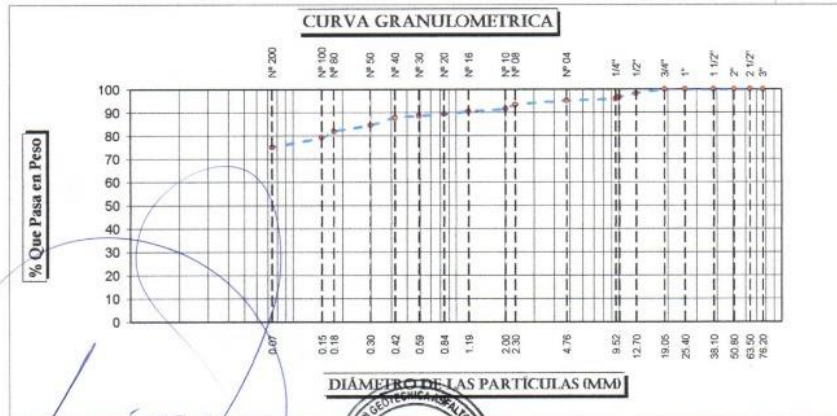 CURVA GRANULOMETRICA
Nº 200
Nº 100
Nº 80
Nº 50
Nº 40
Nº 30
Nº 20
Nº 16
Nº 10
Nº 08
Nº 04
1/4"
1/2"
3/4"
1"
1 1/2"
2"
2 1/2"
3"
% Que Pasa en Peso
100
90
80
70
60
50
40
30
20
10
0
0.07
0.15
0.18
0.30
0.42
0.59
0.84
1.19
2.00
2.30
4.76
9.52
12.70
19.05
25.40
38.10
50.80
63.50
76.20
DIÁMETRO DE LAS PARTÍCULAS (MM)
GEOTECNICA